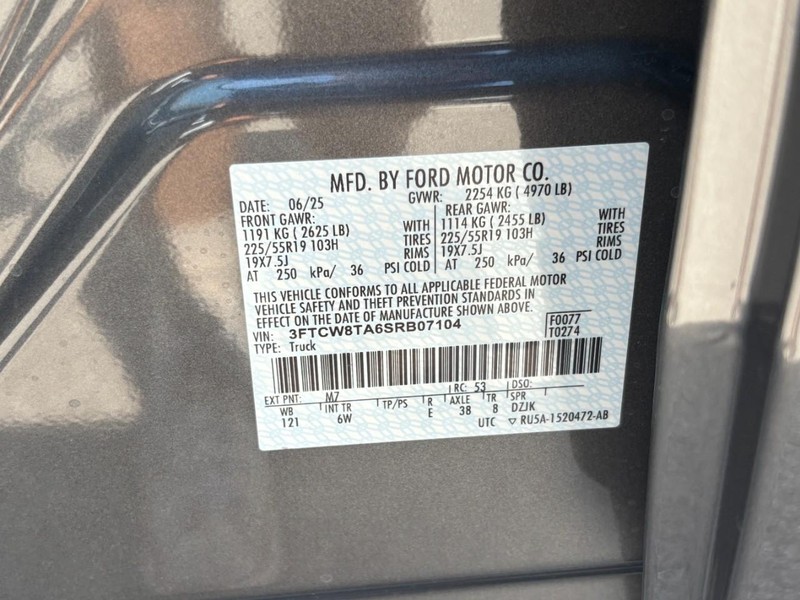 MFD. BY FORD MOTOR CO.
DATE: 06/25 GVWR: 2254 KG ( 4970 LB)
FRONT GAWR: REAR GAWR:
1191 KG ( 2625 LB) WITH 1114 KG ( 2455 LB) WITH
225/55R19 103H TIRES 225/55R19 103H TIRES
19X7.5J RIMS 19X7.5J RIMS
AT 250 kPa/ 36 PSI COLD AT 250 kPa/ 36 PSI COLD
THIS VEHICLE CONFORMS TO ALL APPLICABLE FEDERAL MOTOR
VEHICLE SAFETY AND THEFT PREVENTION STANDARDS IN
EFFECT ON THE DATE OF MANUFACTURE SHOWN ABOVE.
VIN: 3FTCW8TA6SRB07104 F0077
TYPE: Truck T0274
EXT PNT: M7 RC: 53 DSO:
WB INT TR TP/PS R AXLE TR SPR
121 6W E 38 8 DZJK
UTC ▽ RU5A-1520472-AB